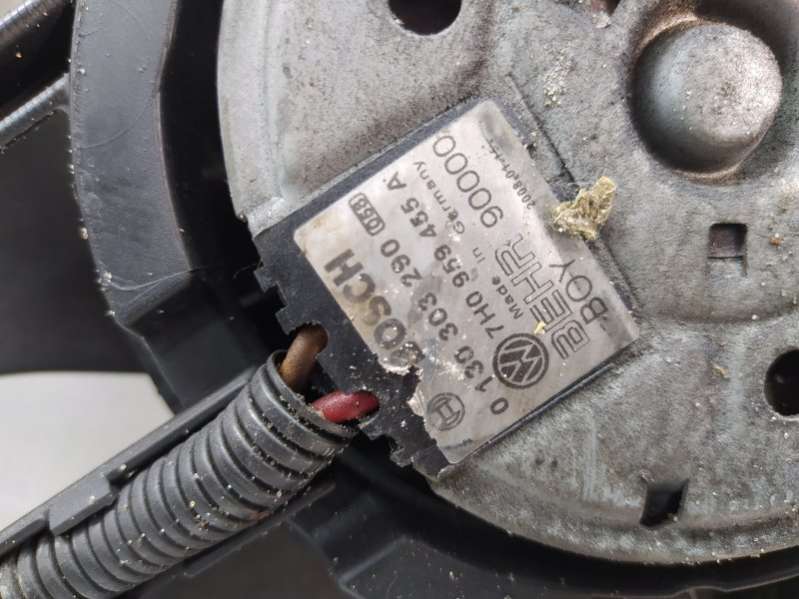 BOSCH
0 130 303 290
7H0 959 455 A
Made in Germany
BEHR 90000
BOY